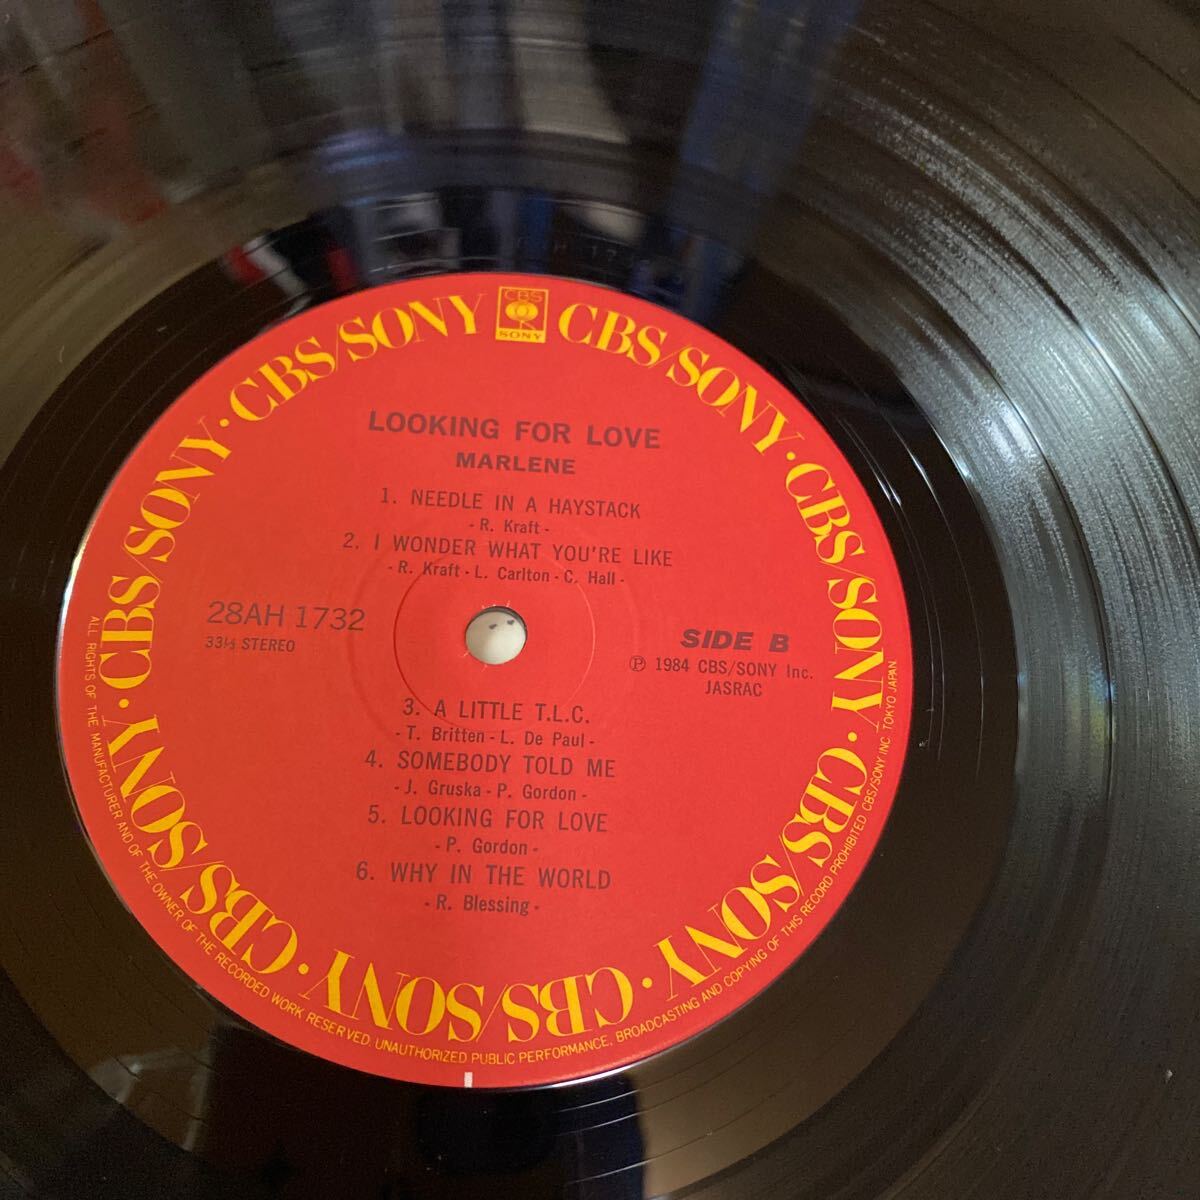 CBS/SONY · CBS/SONY · CBS/SONY · CBS/SONY · CBS/SONY · CBS/SONY · CBS/SONY · CBS/SONY
CBS
SONY
LOOKING FOR LOVE
MARLENE
1. NEEDLE IN A HAYSTACK
- R. Kraft -
2. I WONDER WHAT YOU'RE LIKE
- R. Kraft - L. Carlton - C. Hall -
28AH 1732
33⅓ STEREO
SIDE B
Ⓟ 1984 CBS/SONY Inc.
JASRAC
3. A LITTLE T.L.C.
- T. Britten - L. De Paul -
4. SOMEBODY TOLD ME
- J. Gruska - P. Gordon -
5. LOOKING FOR LOVE
- P. Gordon -
6. WHY IN THE WORLD
- R. Blessing -
ALL RIGHTS OF THE MANUFACTURER AND OF THE OWNER OF THE RECORDED WORK RESERVED. UNAUTHORIZED PUBLIC PERFORMANCE, BROADCASTING AND COPYING OF THIS RECORD PROHIBITED CBS/SONY INC. TOKYO JAPAN.